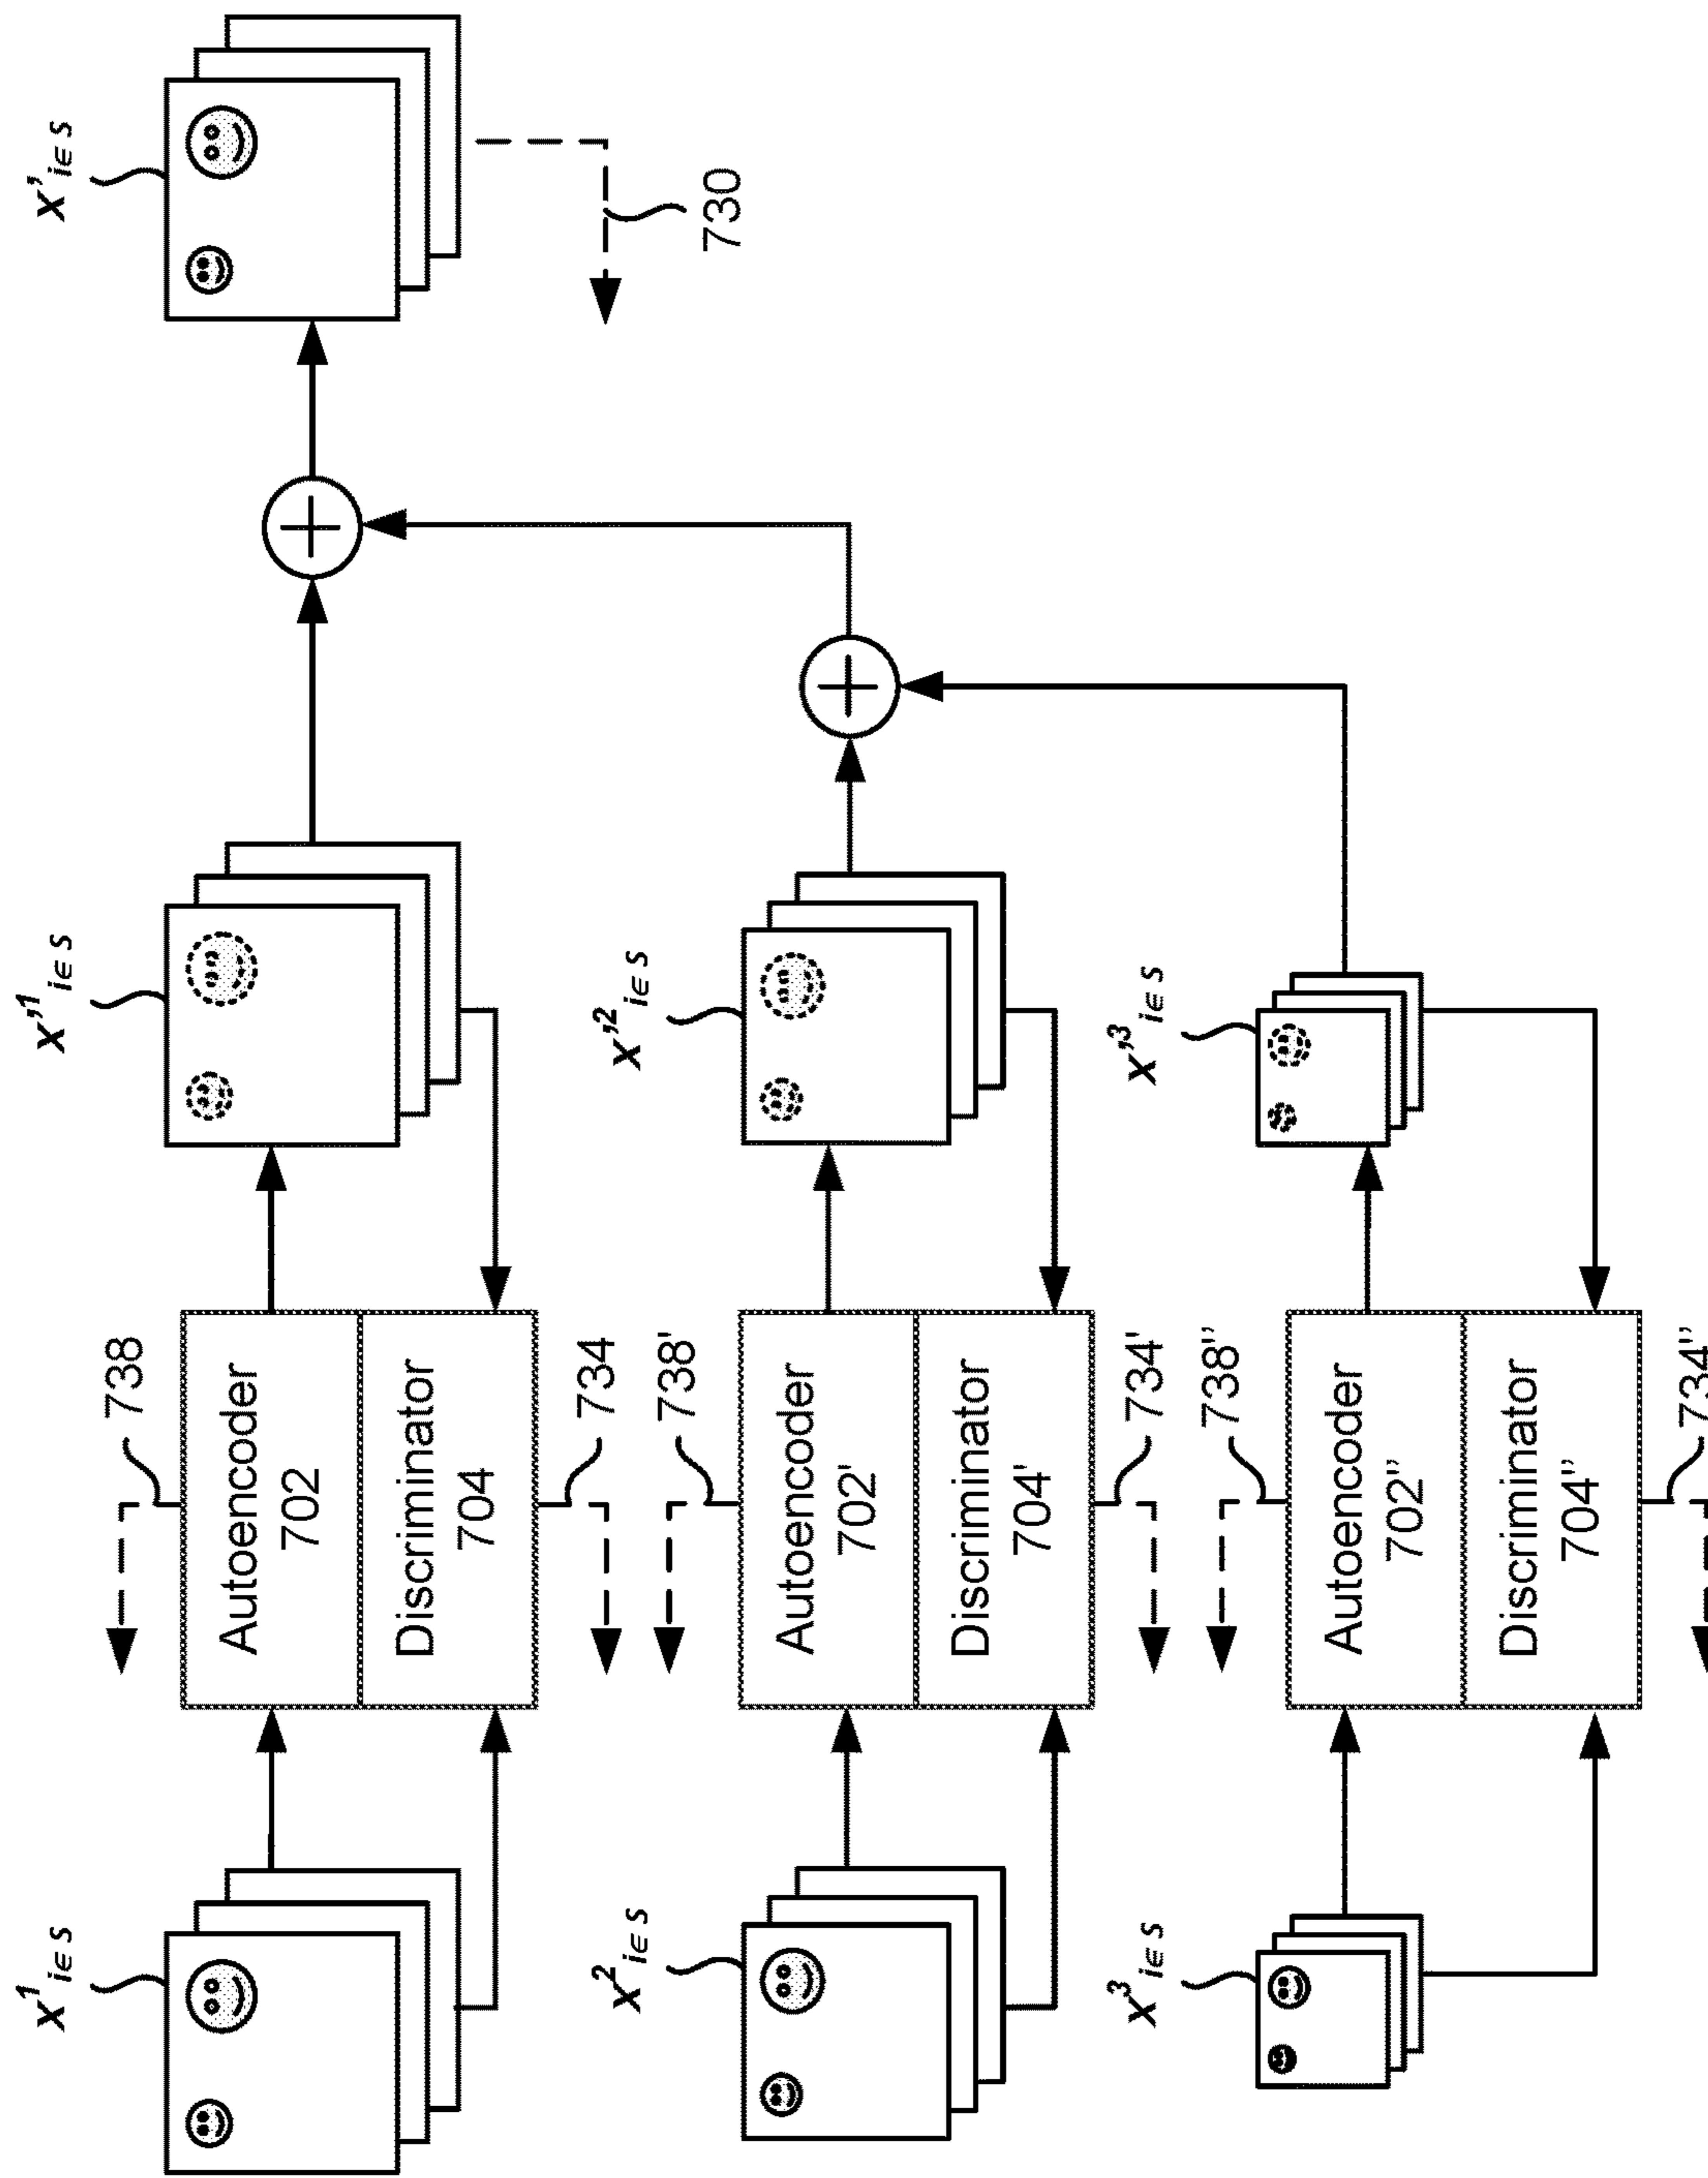 x¹ᵢ∈S
738
Autoencoder
702
Discriminator
704
734
x'¹ᵢ∈S
x'ᵢ∈S
730
x²ᵢ∈S
738'
Autoencoder
702'
Discriminator
704'
734'
x'²ᵢ∈S
x³ᵢ∈S
738"
Autoencoder
702"
Discriminator
704"
734"
x'³ᵢ∈S